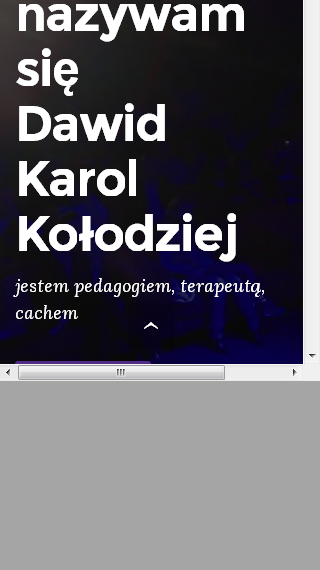 nazywam
się
Dawid
Karol
Kołodziej
jestem pedagogiem, terapeutą,
cachem